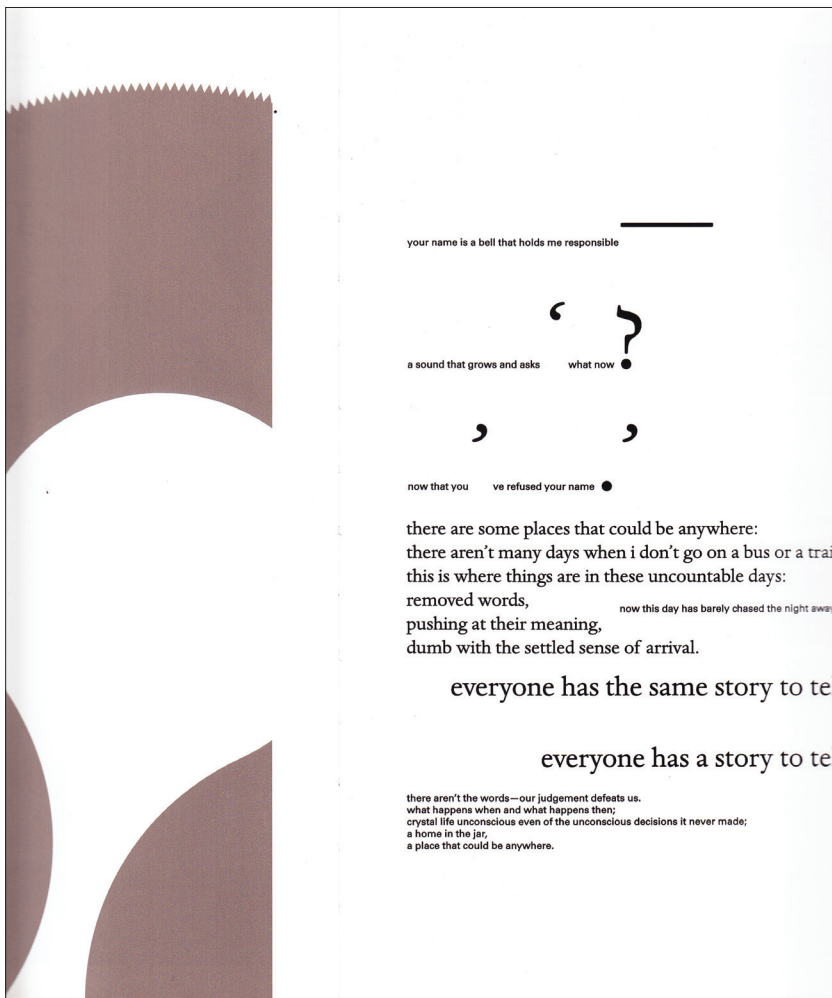 your name is a bell that holds me responsible —
a sound that grows and asks ‘ what now ?
now that you ’ ve refused your name . ’
there are some places that could be anywhere:
there aren’t many days when i don’t go on a bus or a trai
this is where things are in these uncountable days:
removed words,
now this day has barely chased the night away
pushing at their meaning,
dumb with the settled sense of arrival.
everyone has the same story to te
everyone has a story to te
there aren’t the words—our judgement defeats us.
what happens when and what happens then;
crystal life unconscious even of the unconscious decisions it never made;
a home in the jar,
a place that could be anywhere.